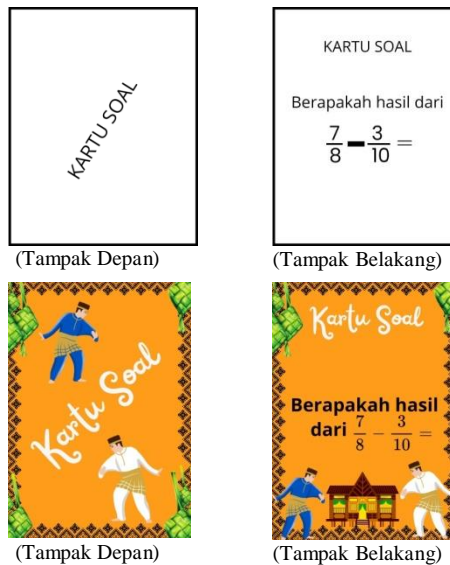 KARTU SOAL
(Tampak Depan)
KARTU SOAL
Berapakah hasil dari
7/8 - 3/10 =
(Tampak Belakang)
Kartu Soal
(Tampak Depan)
Kartu Soal
Berapakah hasil
dari 7/8 - 3/10 =
(Tampak Belakang)